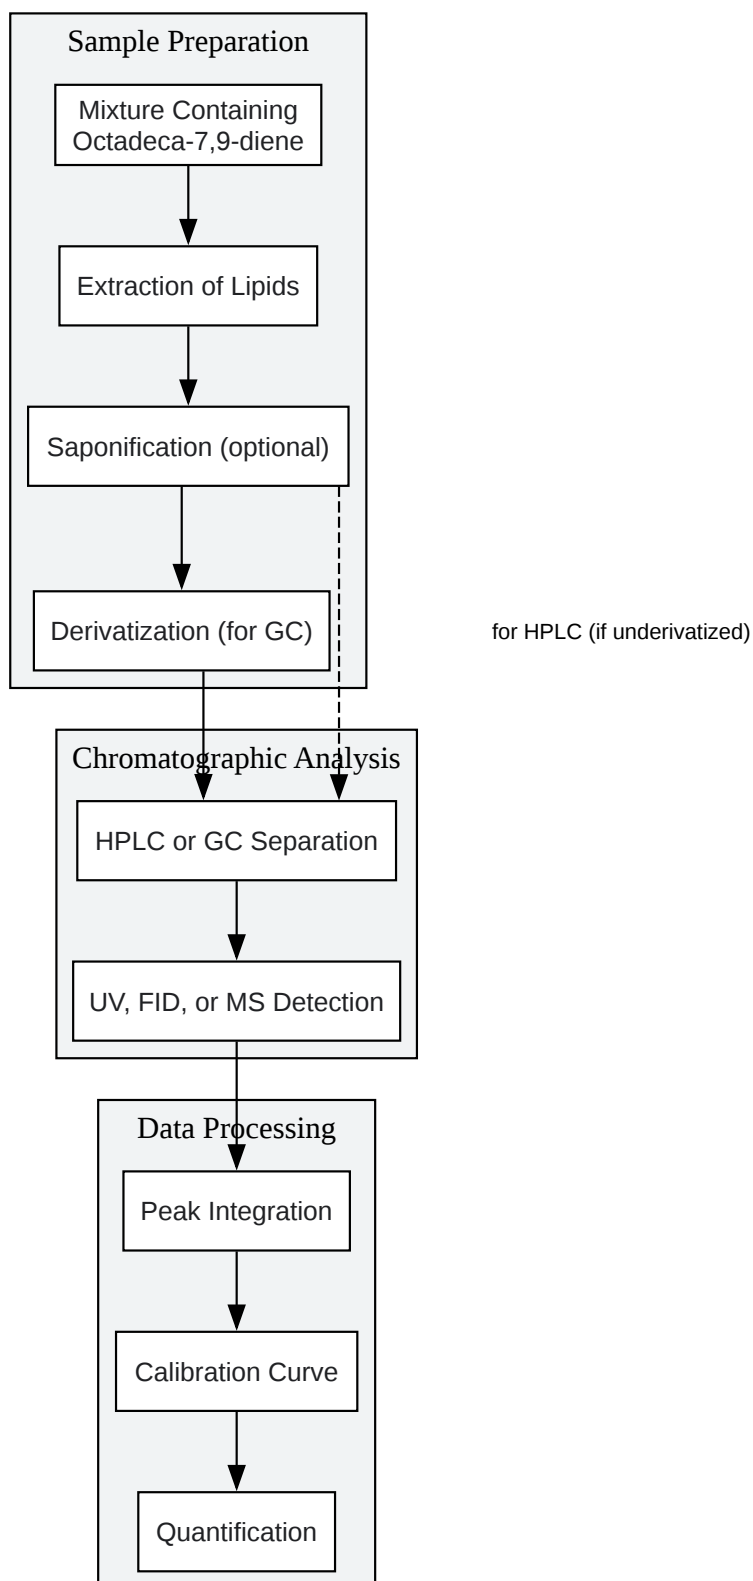 Sample Preparation
Mixture Containing
Octadeca-7,9-diene
Extraction of Lipids
Saponification (optional)
Derivatization (for GC)
for HPLC (if underivatized)
Chromatographic Analysis
HPLC or GC Separation
UV, FID, or MS Detection
Data Processing
Peak Integration
Calibration Curve
Quantification